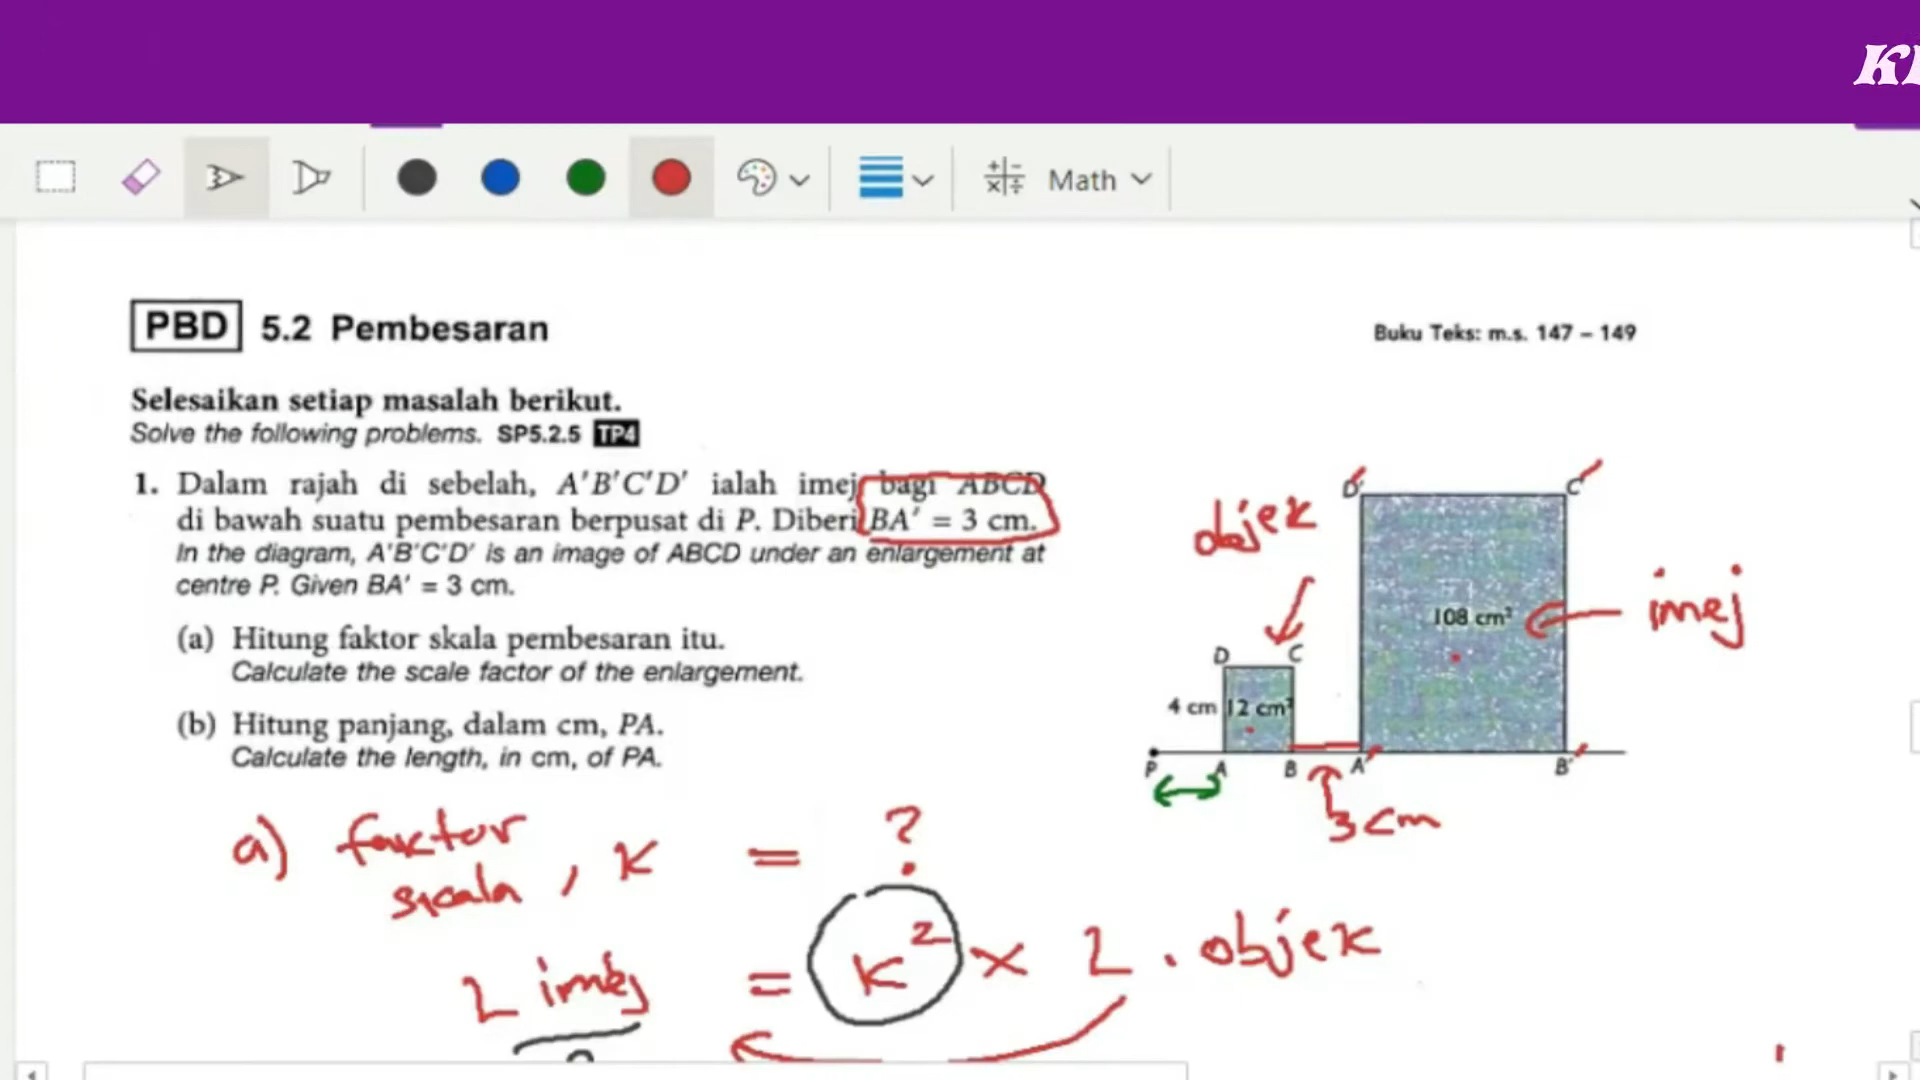 Math
PBD 5.2 Pembesaran
Buku Teks: m.s. 147 – 149
Selesaikan setiap masalah berikut.
Solve the following problems. SP5.2.5 TP4
1. Dalam rajah di sebelah, A'B'C'D' ialah imej bagi ABCD
di bawah suatu pembesaran berpusat di P. Diberi BA' = 3 cm.
In the diagram, A'B'C'D' is an image of ABCD under an enlargement at
centre P. Given BA' = 3 cm.
(a) Hitung faktor skala pembesaran itu.
Calculate the scale factor of the enlargement.
(b) Hitung panjang, dalam cm, PA.
Calculate the length, in cm, of PA.
D' C'
objek
108 cm²
imej
D C
4 cm 12 cm²
P A B A' B'
3 cm
a) faktor skala, K = ?
L imej = K² x L . objek